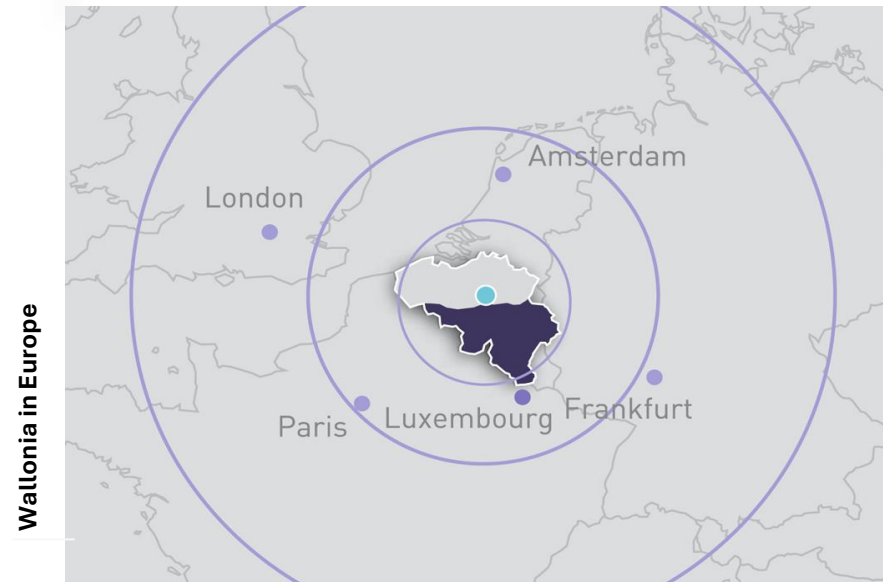 Wallonia in Europe
Amsterdam
London
Paris
Luxembourg
Frankfurt